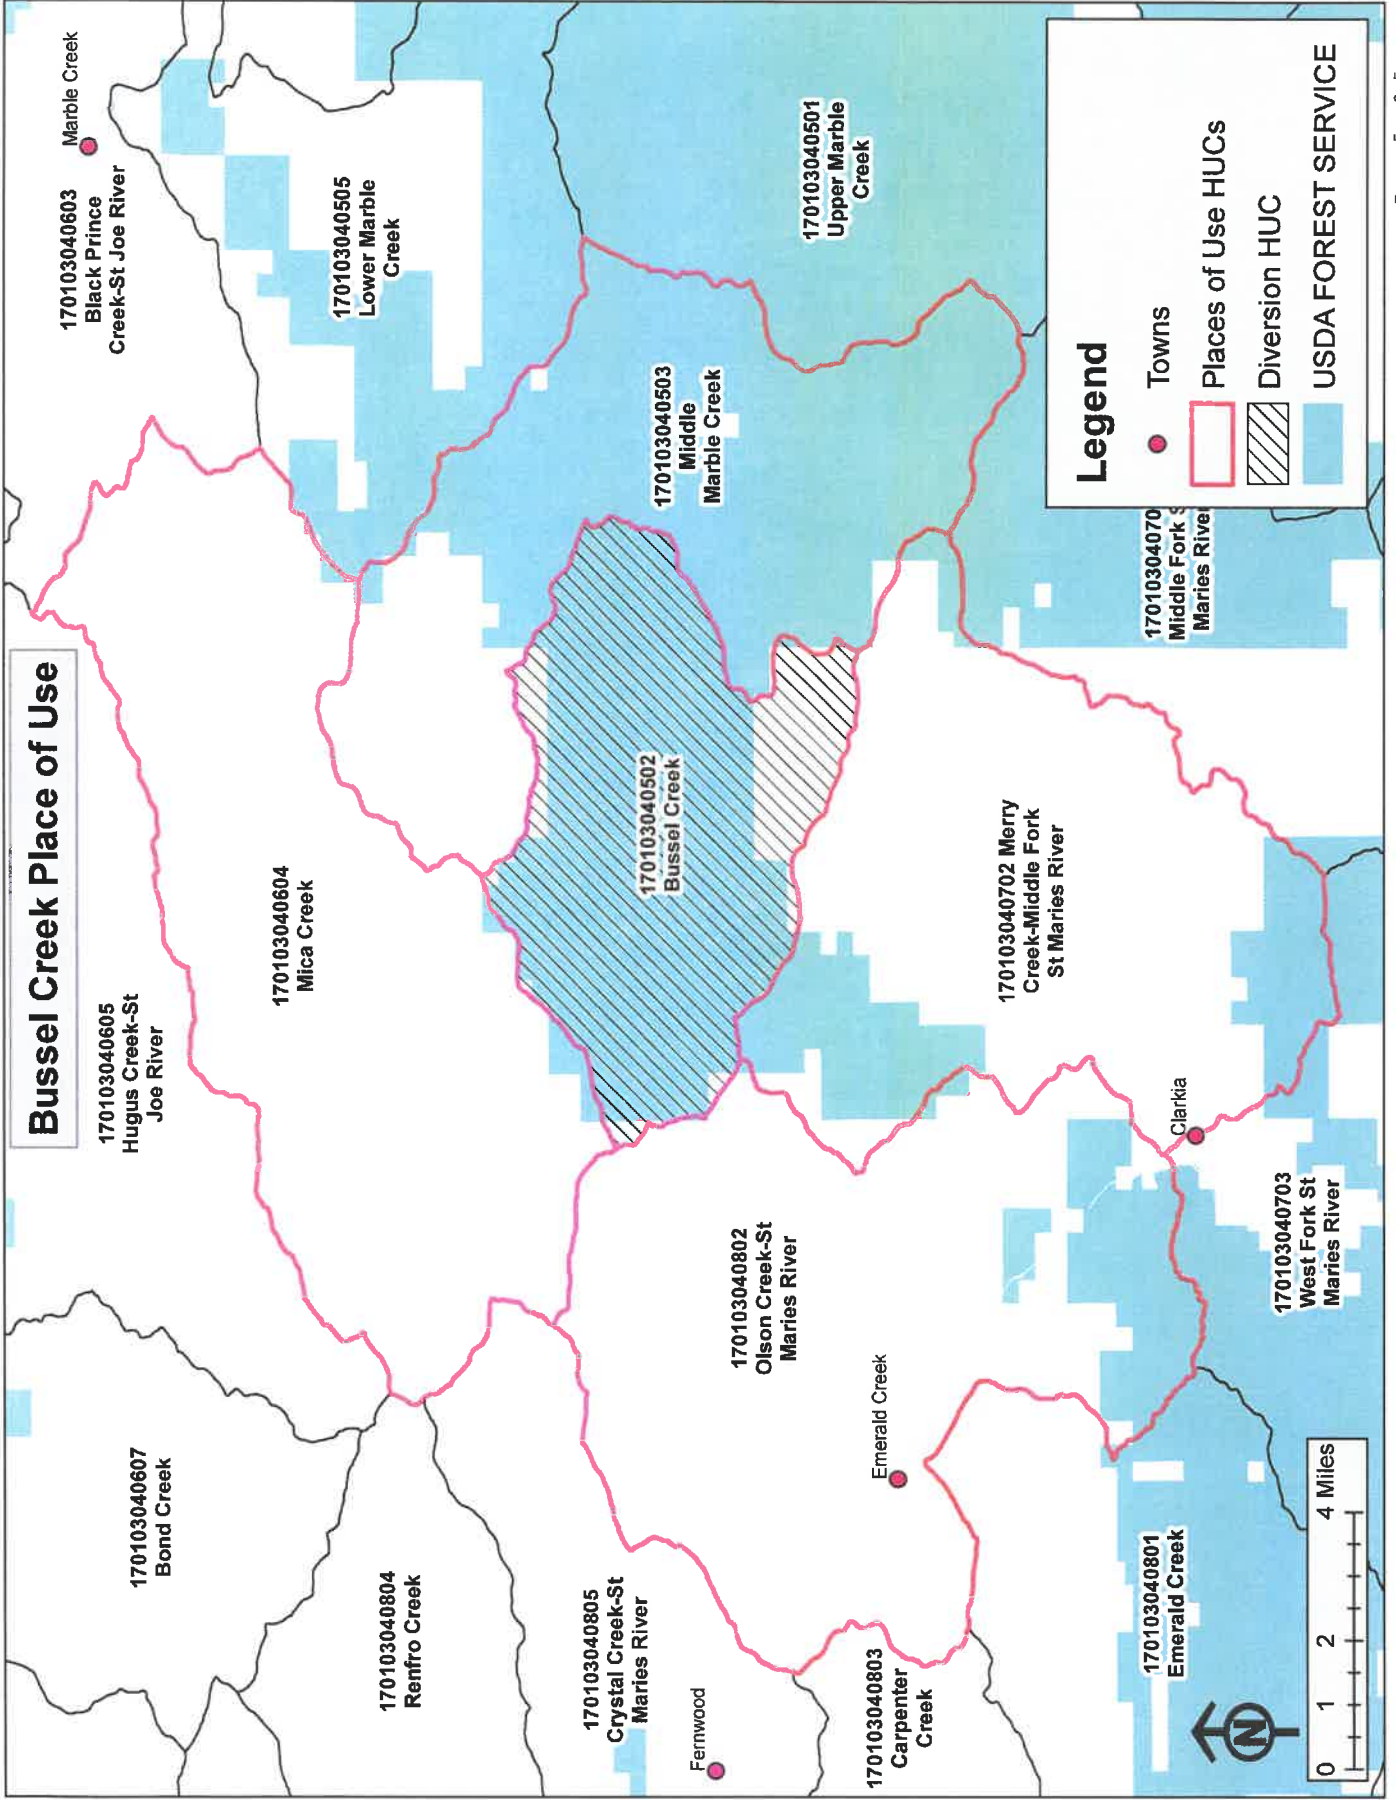 Bussel Creek Place of Use
170103040603
Black Prince
Creek-St Joe River
Marble Creek
170103040605
Hugus Creek-St
Joe River
170103040607
Bond Creek
170103040604
Mica Creek
170103040505
Lower Marble
Creek
170103040804
Renfro Creek
170103040805
Crystal Creek-St
Maries River
170103040502
Bussel Creek
170103040503
Middle
Marble Creek
170103040501
Upper Marble
Creek
Fernwood
170103040802
Olson Creek-St
Maries River
Emerald Creek
170103040803
Carpenter
Creek
170103040702 Merry
Creek-Middle Fork
St Maries River
17010304070
Middle Fork S
Maries River
Clarkia
170103040801
Emerald Creek
170103040703
West Fork St
Maries River
N
0 1 2 4 Miles
Legend
Towns
Places of Use HUCs
Diversion HUC
USDA FOREST SERVICE